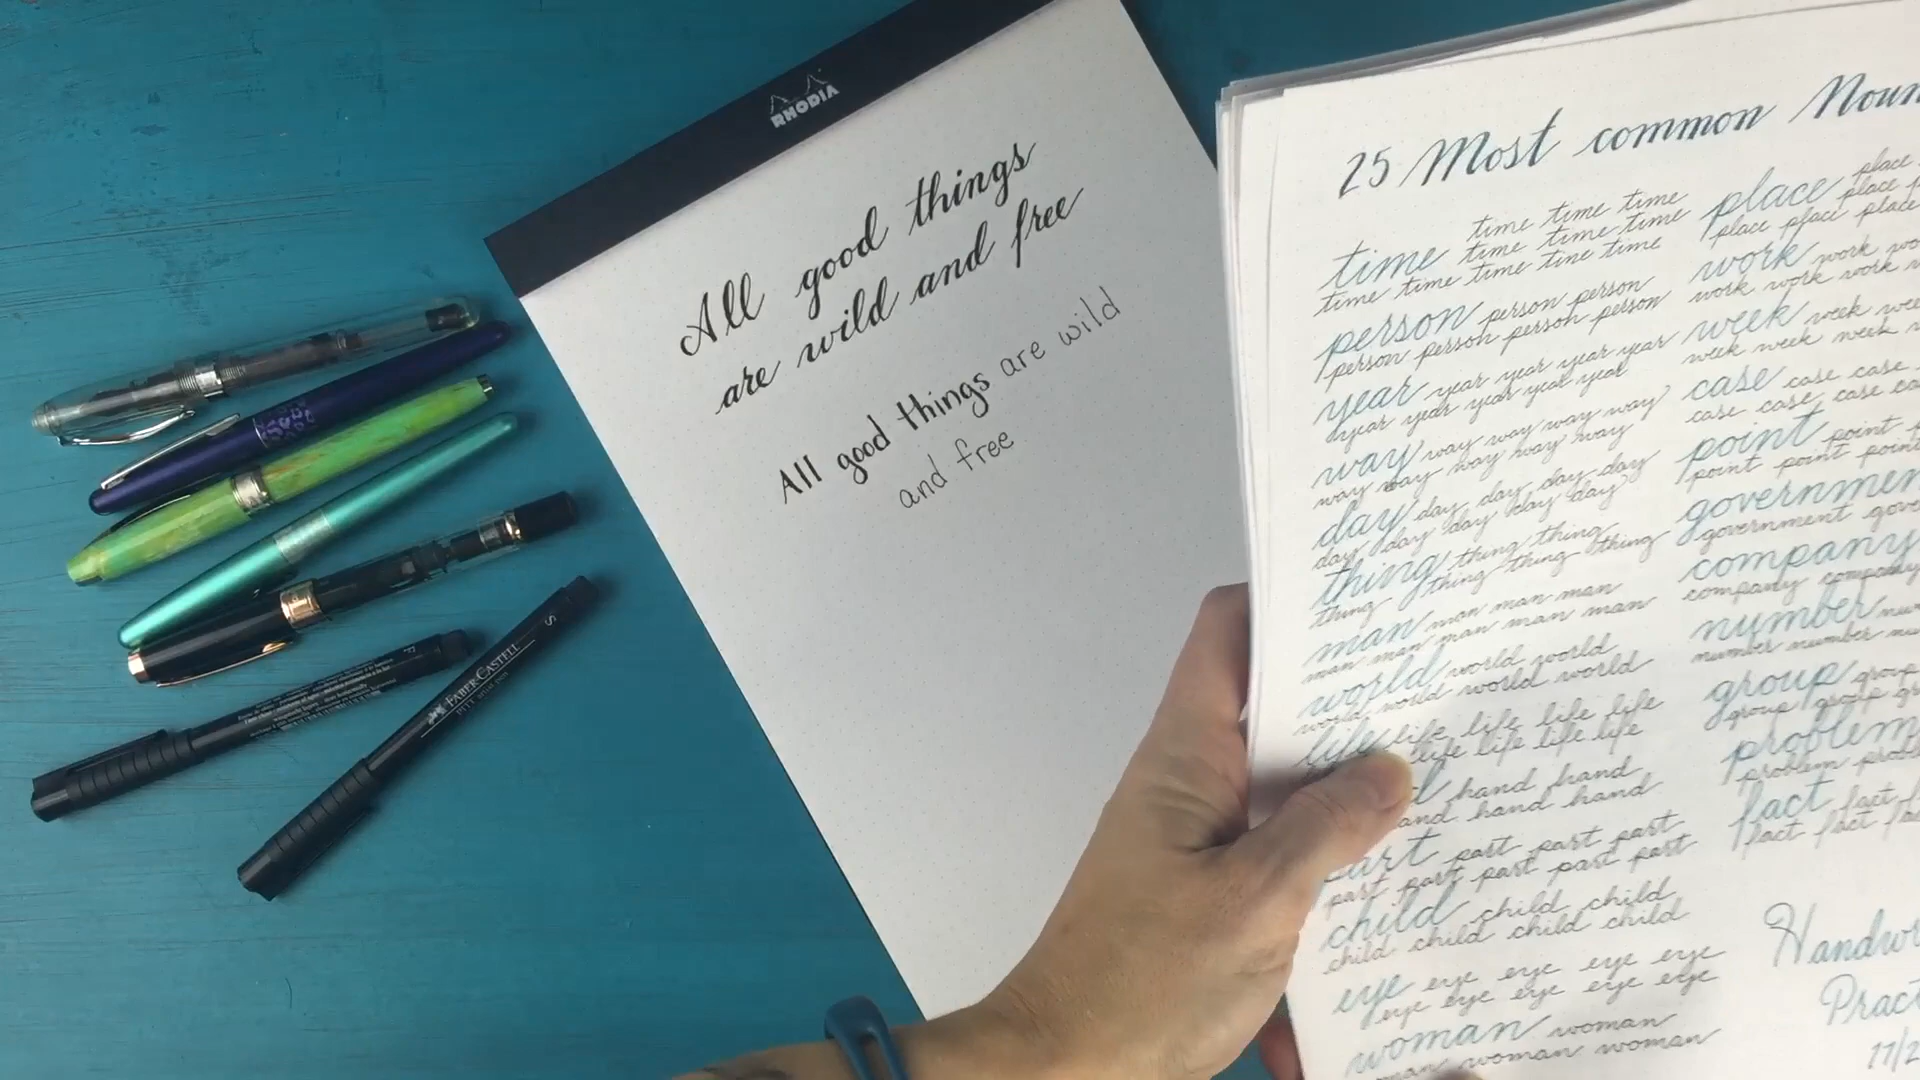 RHODIA
All good things
are wild and free
All good things are wild
and free
FABER-CASTELL
PITT artist pen
S
F
25 Most common
time time time time
time time time time
time time time tine time
person person person
person person person person
year year year year year
year year year year year
way way way way way
way way way way way
day day day day day
day day day day day
thing thing thing
thing thing thing thing
man man man man
man man man man man
world world world
world world world world
life life life life life
life life life life
hand hand hand
hand hand hand
part part part part
part part part part part
child child child
child child child child
eye eye eye eye eye
eye eye eye eye eye eye
woman woman
woman woman woman
place place
place place
place place place
work work
work work work
week week
week week week
case case case
case case case
point point
point point point
government
government
company
company company
number
number number
group group
group group
problem
problem
fact fact
fact fact